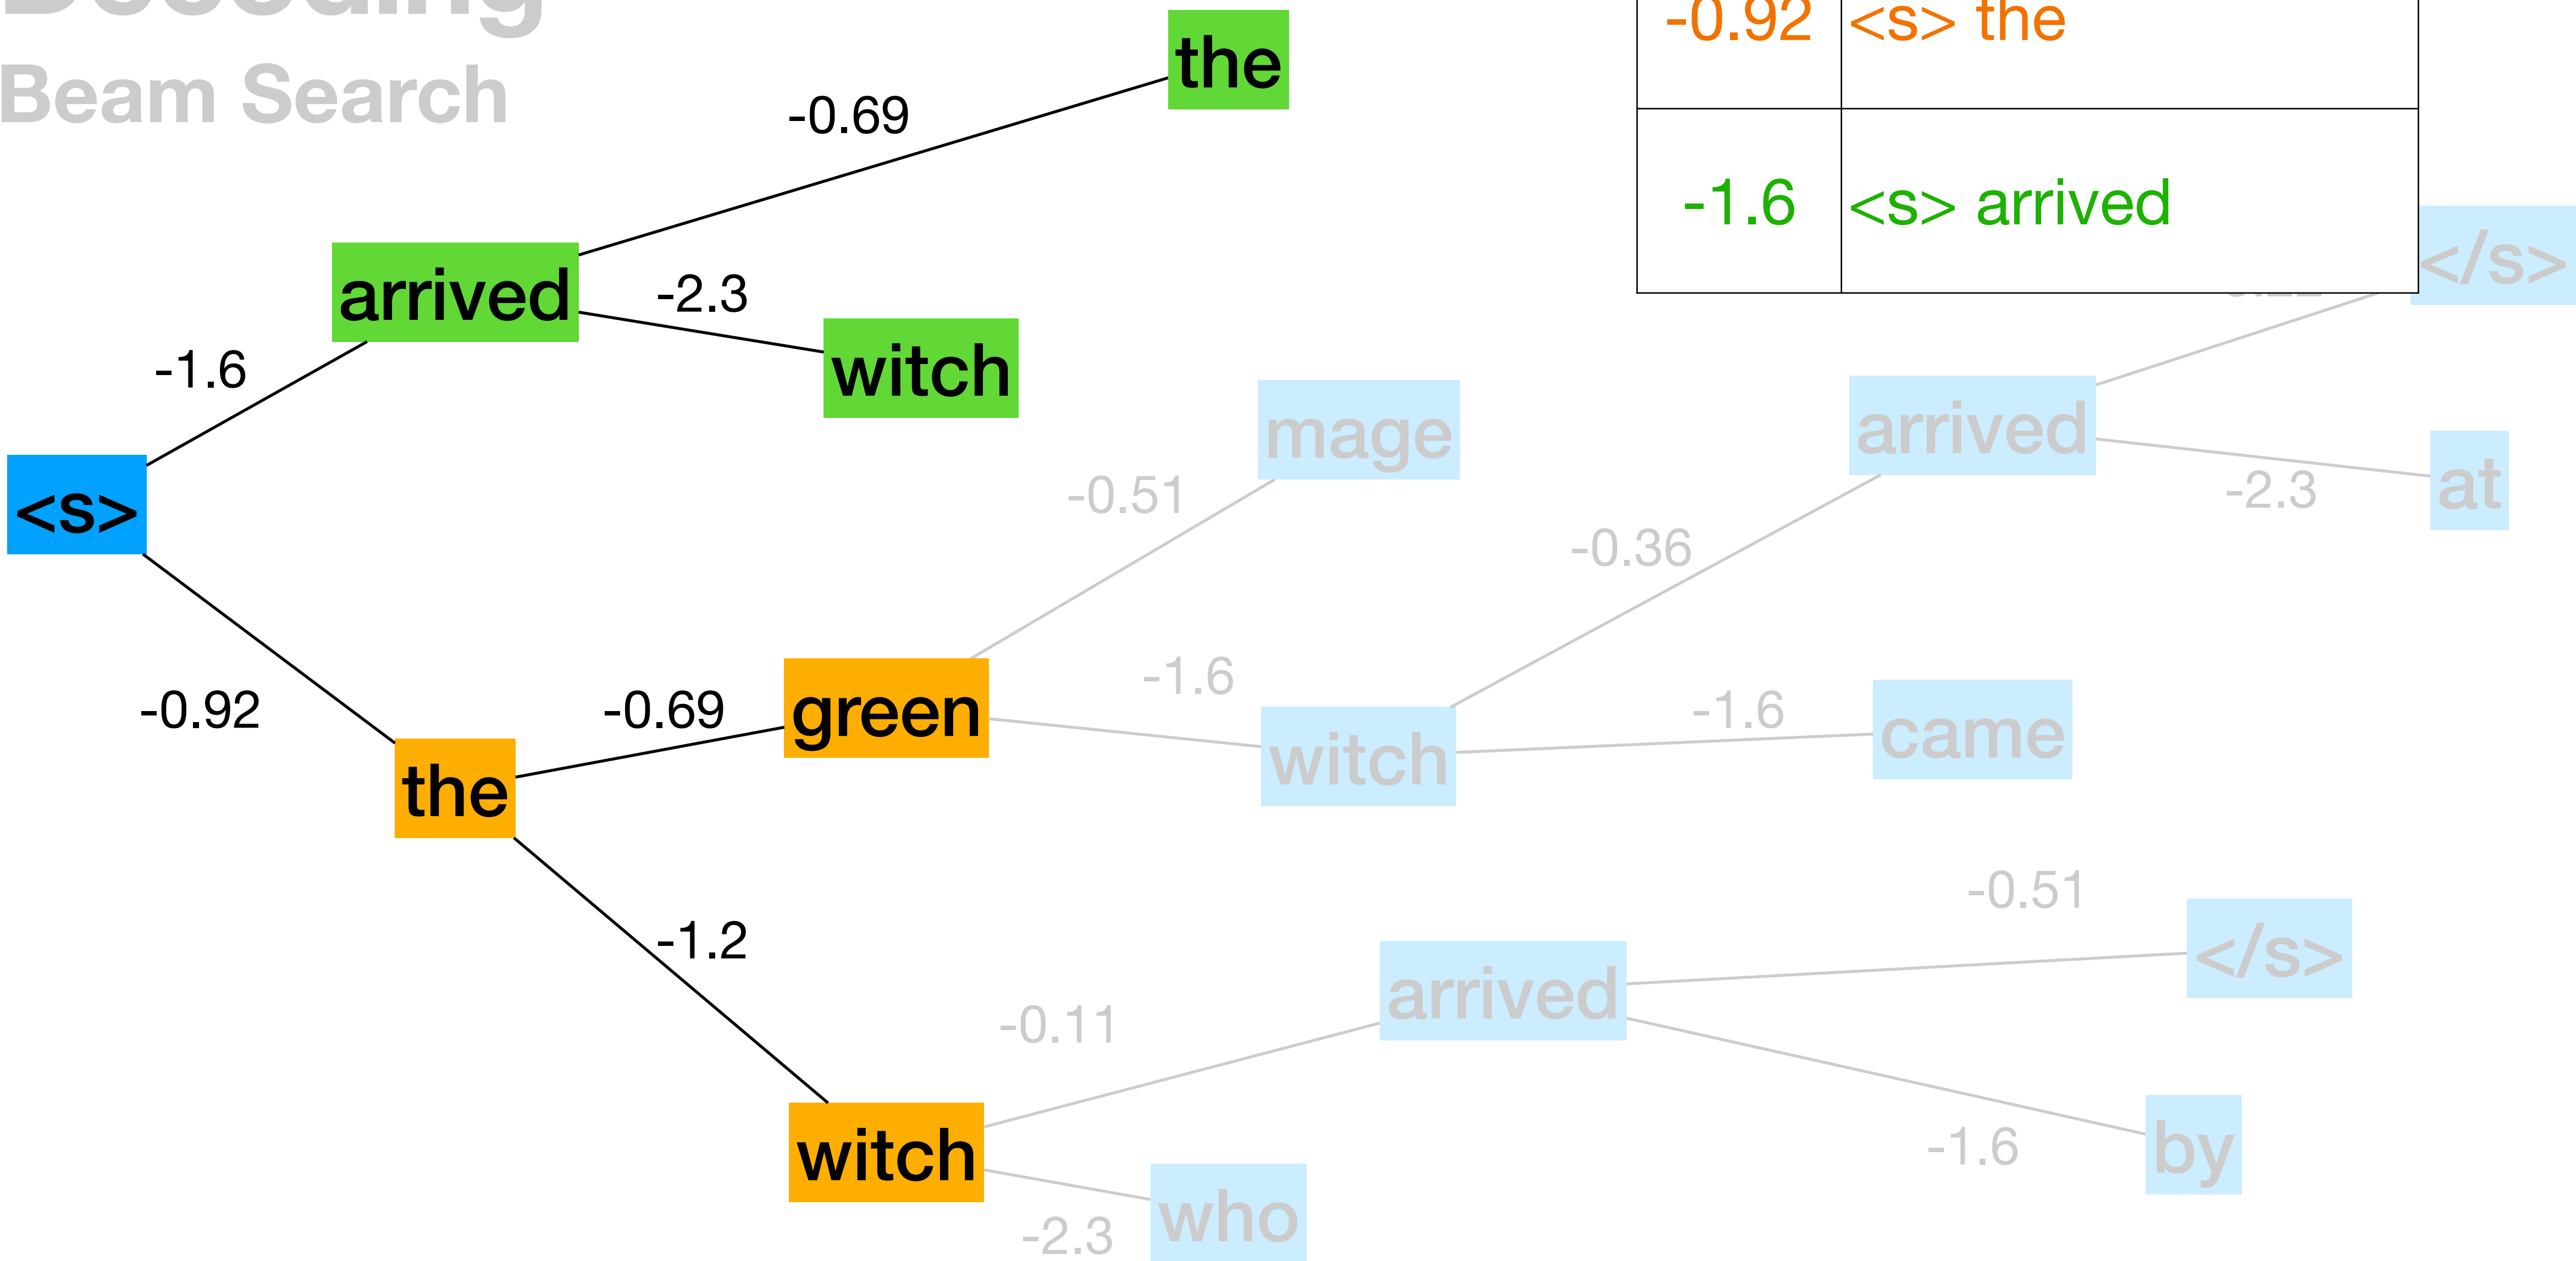 Decoding
Beam Search
-0.92 <s> the
-1.6 <s> arrived
the
-0.69
arrived
-2.3
witch
-1.6
<s>
-0.92
the
-0.69
green
-1.2
witch
mage
-0.51
-1.6
witch
-0.36
arrived
</s>
-2.3
at
-1.6
came
-0.11
arrived
-0.51
</s>
-1.6
by
-2.3
who